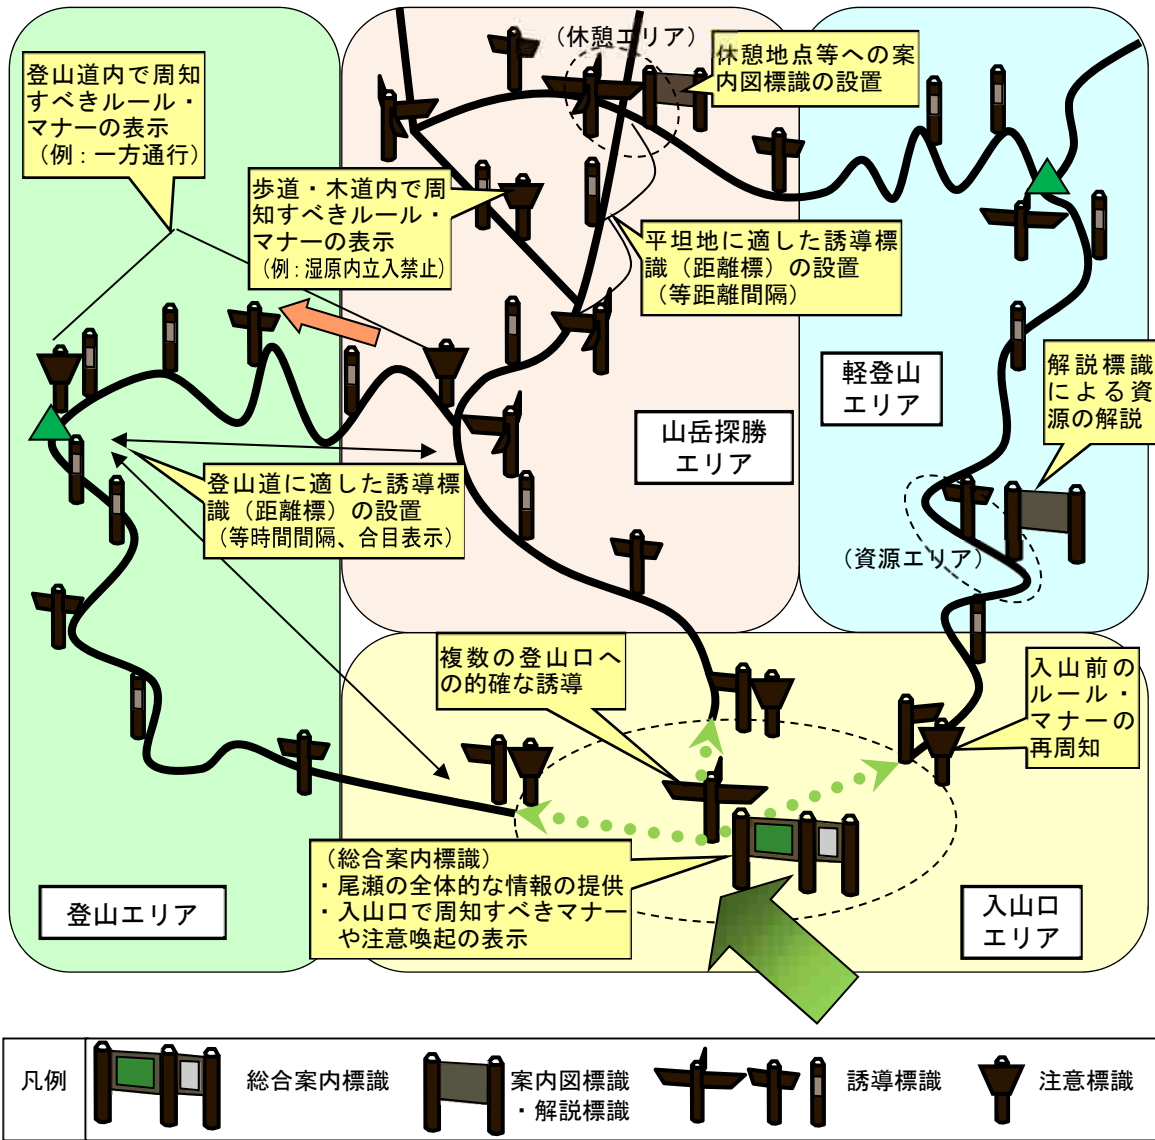 登山道内で周知
すべきルール・
マナーの表示
（例：一方通行）
（休憩エリア）
休憩地点等への案
内図標識の設置
歩道・木道内で周
知すべきルール・
マナーの表示
（例：湿原内立入禁止）
平坦地に適した誘導標
識（距離標）の設置
（等距離間隔）
軽登山
エリア
解説標識
による資
源の解説
山岳探勝
エリア
登山道に適した誘導標
識（距離標）の設置
（等時間間隔、合目表示）
（資源エリア）
複数の登山口へ
の的確な誘導
入山前の
ルール・
マナーの
再周知
（総合案内標識）
・尾瀬の全体的な情報の提供
・入山口で周知すべきマナー
や注意喚起の表示
登山エリア
入山口
エリア
凡例
総合案内標識
案内図標識
・解説標識
誘導標識
注意標識